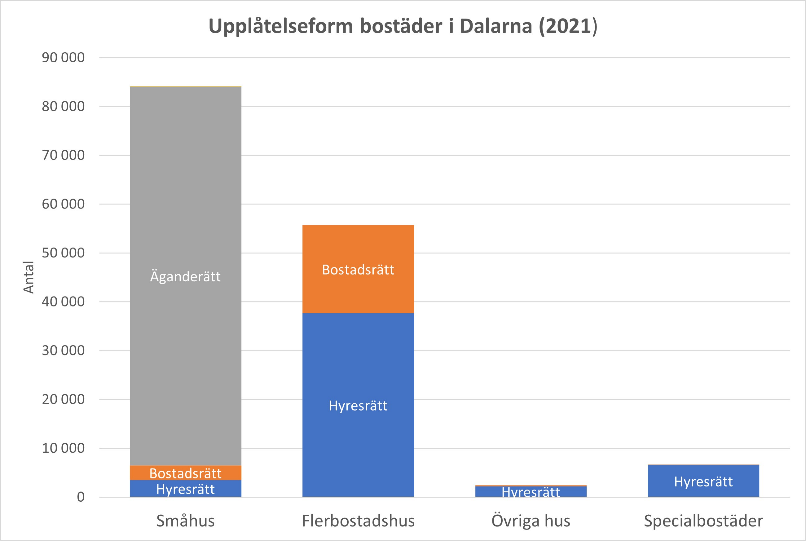 Upplåtelseform bostäder i Dalarna (2021)
90 000
80 000
70 000
60 000
50 000
40 000
30 000
20 000
10 000
0
Antal
Äganderätt
Bostadsrätt
Hyresrätt
Bostadsrätt
Hyresrätt
Hyresrätt
Hyresrätt
Småhus
Flerbostadshus
Övriga hus
Specialbostäder